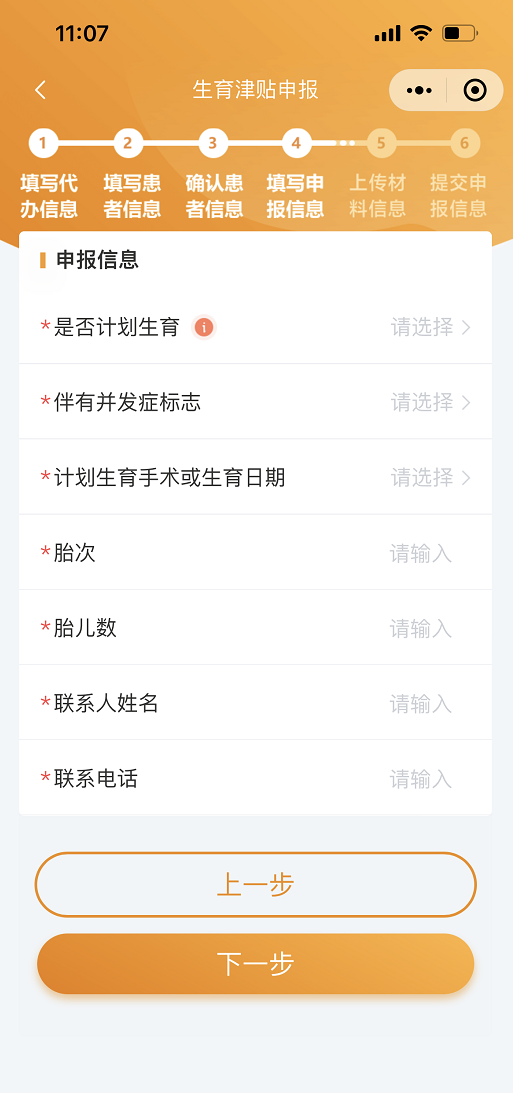 11:07
生育津贴申报
1 2 3 4 5 6
填写代 填写患 确认患 填写申 上传材 提交申
办信息 者信息 者信息 报信息 料信息 报信息
申报信息
*是否计划生育 i 请选择
*伴有并发症标志 请选择
*计划生育手术或生育日期 请选择
*胎次 请输入
*胎儿数 请输入
*联系人姓名 请输入
*联系电话 请输入
上一步
下一步